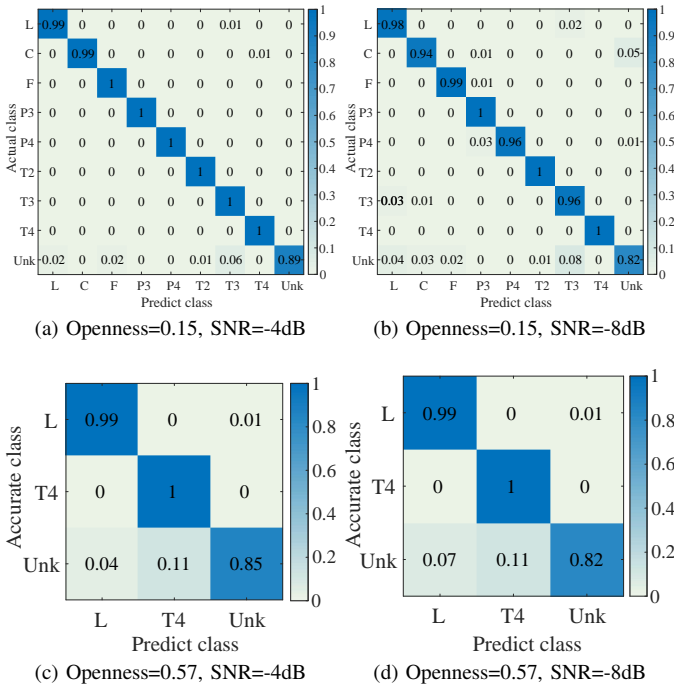 Actual class
L 0.99 0 0 0 0 0 0.01 0 0
C 0 0.99 0 0 0 0 0 0.01 0
F 0 0 1 0 0 0 0 0 0
P3 0 0 0 1 0 0 0 0 0
P4 0 0 0 0 1 0 0 0 0
T2 0 0 0 0 0 1 0 0 0
T3 0 0 0 0 0 0 1 0 0
T4 0 0 0 0 0 0 0 1 0
Unk 0.02 0 0.02 0 0 0.01 0.06 0 0.89
L C F P3 P4 T2 T3 T4 Unk
Predict class
1
0.9
0.8
0.7
0.6
0.5
0.4
0.3
0.2
0.1
0
(a) Openness=0.15, SNR=-4dB
Actual class
L 0.98 0 0 0 0 0 0.02 0 0
C 0 0.94 0 0.01 0 0 0 0 0.05
F 0 0 0.99 0.01 0 0 0 0 0
P3 0 0 0 1 0 0 0 0 0
P4 0 0 0 0.03 0.96 0 0 0 0.01
T2 0 0 0 0 0 1 0 0 0
T3 0.03 0.01 0 0 0 0 0.96 0 0
T4 0 0 0 0 0 0 0 1 0
Unk 0.04 0.03 0.02 0 0 0.01 0.08 0 0.82
L C F P3 P4 T2 T3 T4 Unk
Predict class
1
0.9
0.8
0.7
0.6
0.5
0.4
0.3
0.2
0.1
0
(b) Openness=0.15, SNR=-8dB
Accurate class
L 0.99 0 0.01
T4 0 1 0
Unk 0.04 0.11 0.85
L T4 Unk
Predict class
1
0.8
0.6
0.4
0.2
0
(c) Openness=0.57, SNR=-4dB
Accurate class
L 0.99 0 0.01
T4 0 1 0
Unk 0.07 0.11 0.82
L T4 Unk
Predict class
1
0.8
0.6
0.4
0.2
0
(d) Openness=0.57, SNR=-8dB